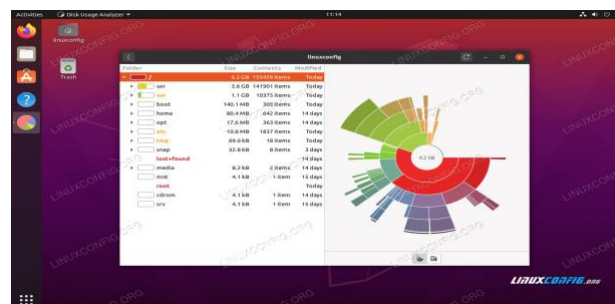 Activities Disk Usage Analyzer 11:14
linuxconfig
Trash
linuxconfig
Folder Size Contents Modified
/ 6.2 GB 155459 items Today
usr 3.6 GB 141901 items Today
var 1.1 GB 10375 items Today
boot 140.1 MB 305 items Today
home 80.4 MB 642 items 14 days
opt 17.6 MB 363 items 14 days
etc 10.8 MB 1837 items Today
tmp 69.6 kB 18 items Today
snap 32.8 kB 8 items 3 days
lost+found 14 days
media 8.2 kB 2 items 14 days
mnt 4.1 kB 1 item 15 days
root Today
cdrom 4.1 kB 1 item 14 days
srv 4.1 kB 1 item 15 days
6.2 GB
LINUXCONFIG.ORG